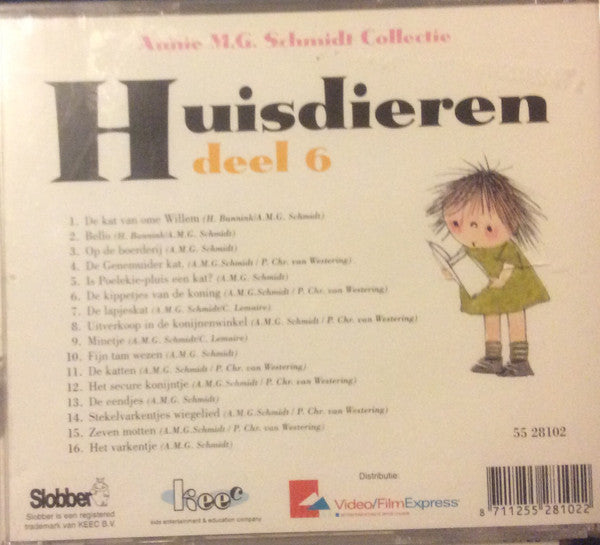 Annie M.G. Schmidt Collectie
Huisdieren
deel 6
1. De kat van ome Willem (H. Bannink/A.M.G. Schmidt)
2. Bello (H. Bannink/A.M.G. Schmidt)
3. Op de boerderij (A.M.G. Schmidt)
4. De Genemuider kat, (A.M.G. Schmidt / P. Chr. van Westering)
5. Is Poelekie-pluis een kat? (A.M.G. Schmidt)
6. De kippetjes van de koning (A.M.G. Schmidt / P. Chr. van Westering)
7. De lapjeskat (A.M.G. Schmidt/C. Lemaire)
8. Uitverkoop in de konijnenwinkel (A.M.G. Schmidt / P. Chr. van Westering)
9. Minetje (A.M.G. Schmidt/C. Lemaire)
10. Fijn tam wezen (A.M.G. Schmidt)
11. De katten (A.M.G. Schmidt / P. Chr. van Westering)
12. Het secure konijntje (A.M.G. Schmidt / P. Chr. van Westering)
13. De eendjes (A.M.G. Schmidt)
14. Stekelvarkentjes wiegelied (A.M.G. Schmidt / P. Chr. van Westering)
15. Zeven motten (A.M.G. Schmidt / P. Chr. van Westering)
16. Het varkentje (A.M.G. Schmidt)
55 28102
Slobber
Slobber is een registered
trademark van KEEC B.V.
keec
kids entertainment & education company
Distributie:
Video/FilmExpress
8 711255 281022